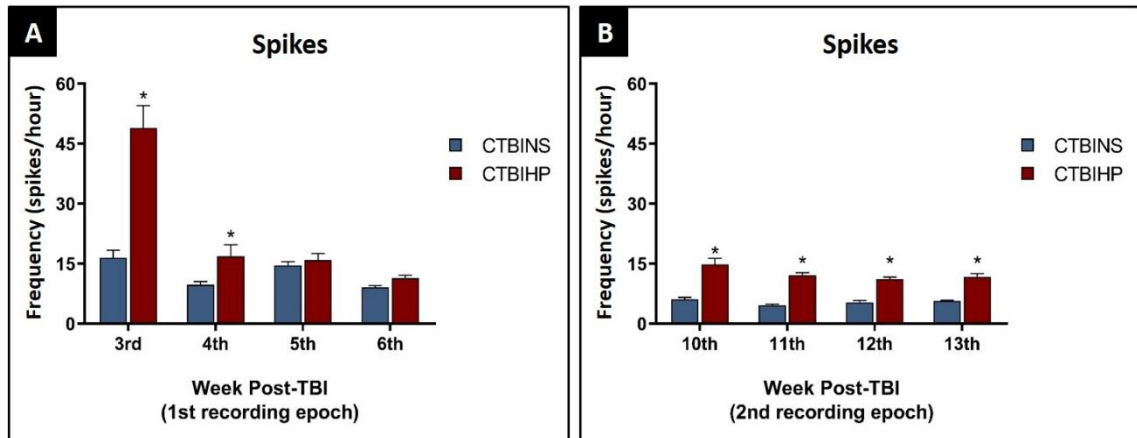 A
Spikes
Frequency (spikes/hour)
60
45
30
15
0
*
*
3rd 4th 5th 6th
Week Post-TBI
(1st recording epoch)
CTBINS
CTBIHP
B
Spikes
Frequency (spikes/hour)
60
45
30
15
0
* * * *
10th 11th 12th 13th
Week Post-TBI
(2nd recording epoch)
CTBINS
CTBIHP